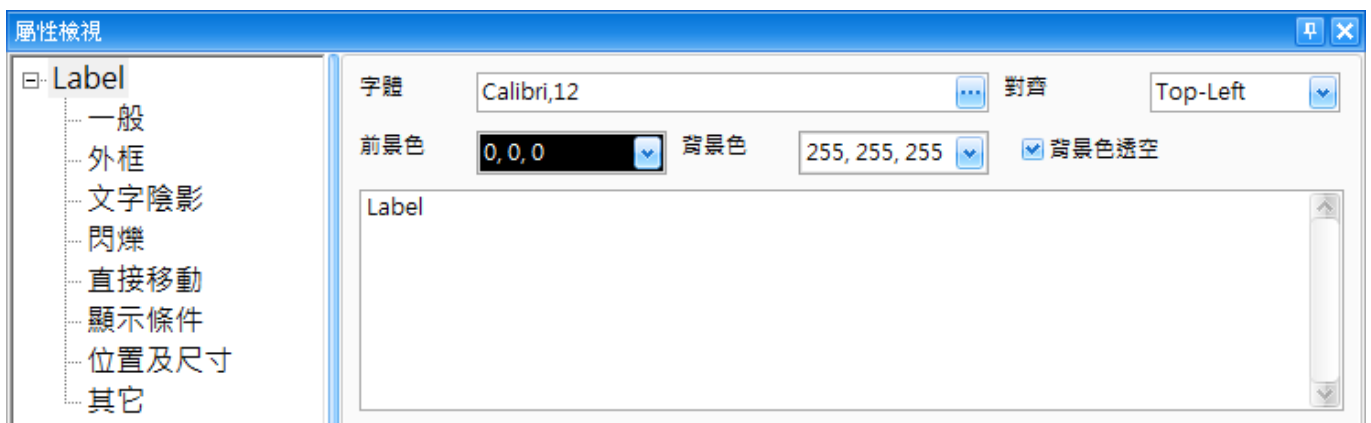 屬性檢視
Label
一般
外框
文字陰影
閃爍
直接移動
顯示條件
位置及尺寸
其它
字體 Calibri,12 對齊 Top-Left
前景色 0, 0, 0 背景色 255, 255, 255 背景色透空
Label